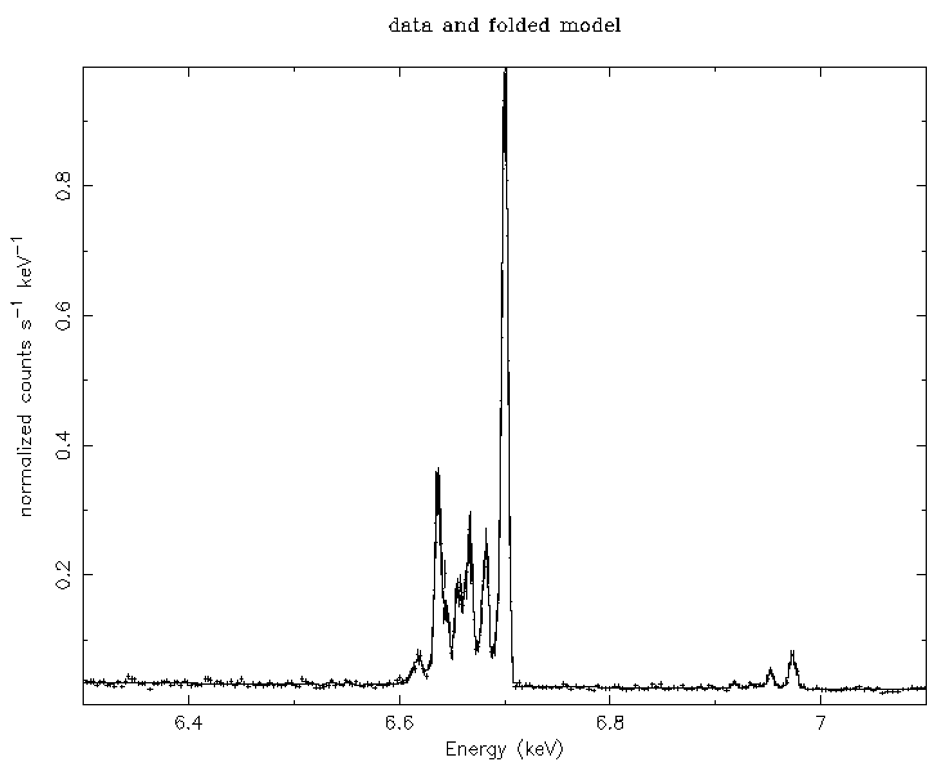 data and folded model
normalized counts s⁻¹ keV⁻¹
0.8
0.6
0.4
0.2
6.4 6.6 6.8 7
Energy (keV)